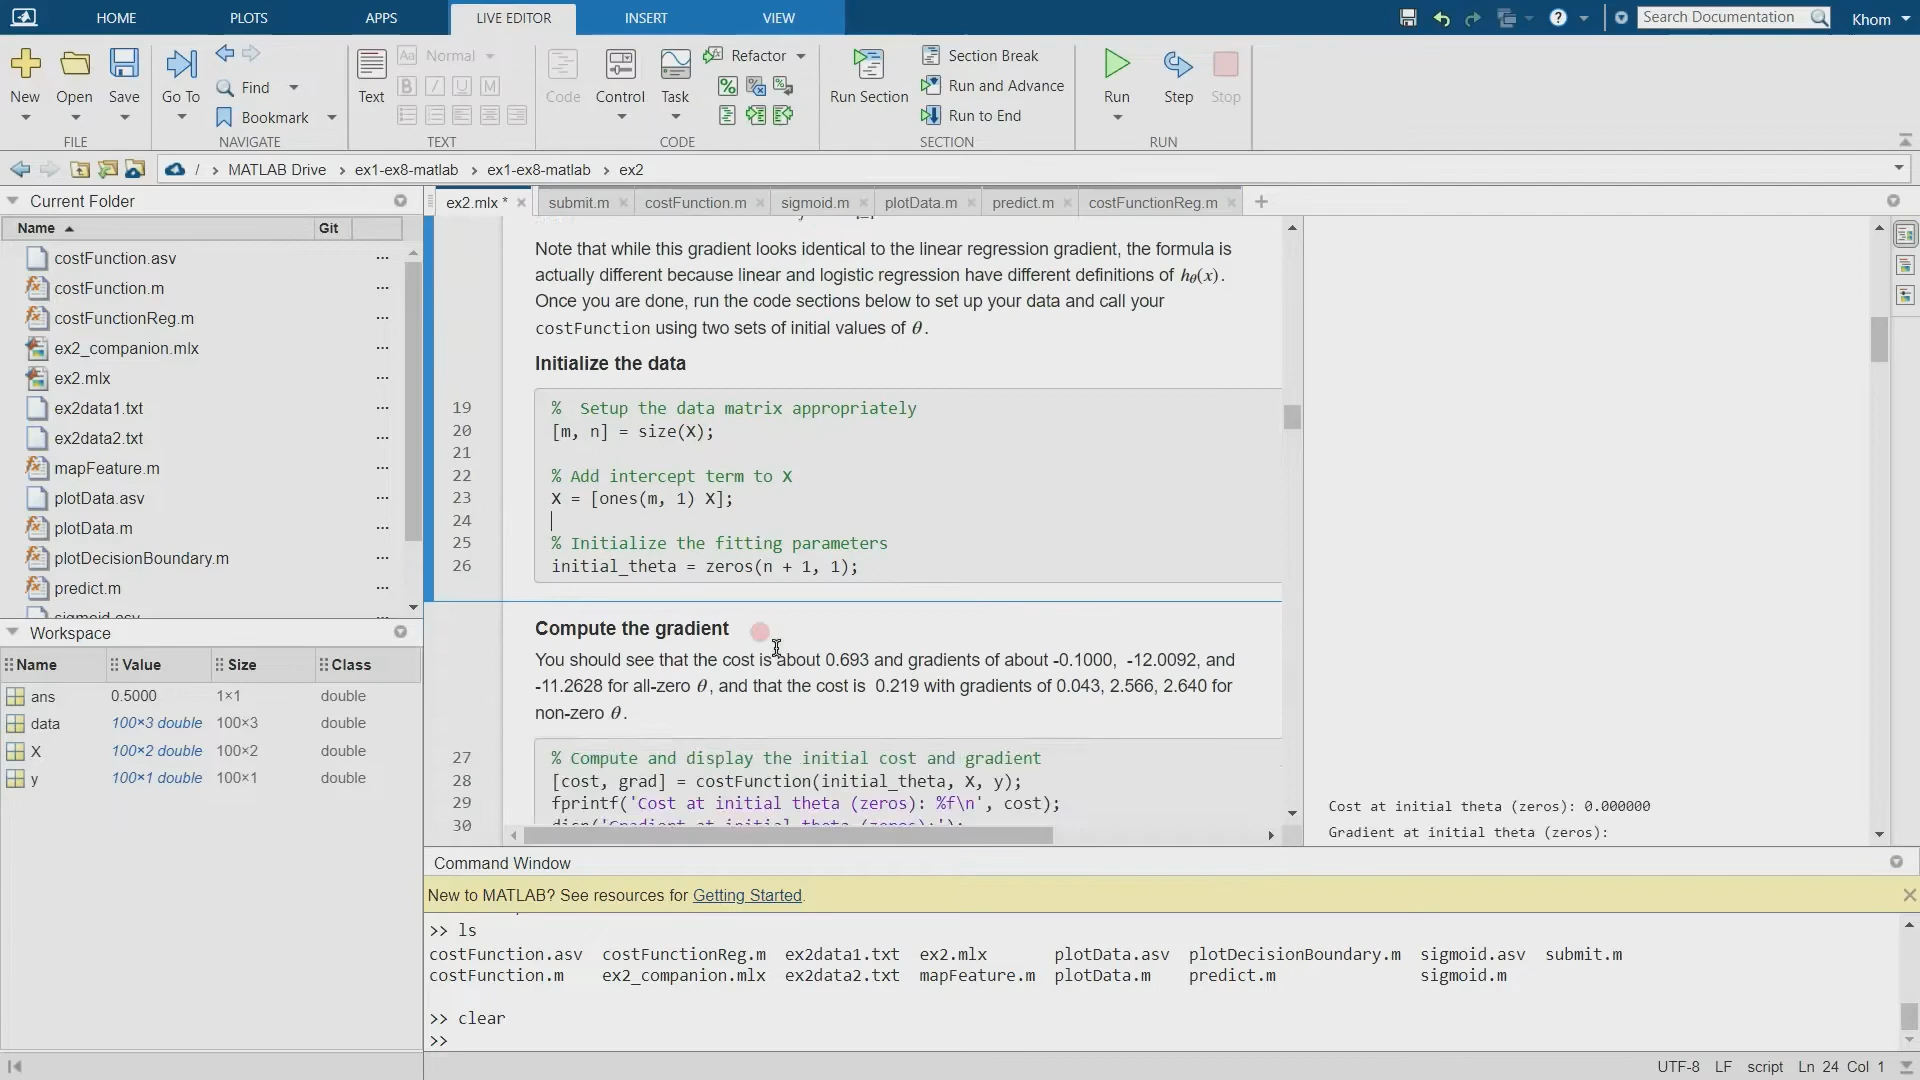 HOME PLOTS APPS LIVE EDITOR INSERT VIEW Search Documentation Khom
New Open Save Go To Find Bookmark Text Normal Code Control Task Refactor Run Section Section Break Run and Advance Run to End Run Step Stop
FILE NAVIGATE TEXT CODE SECTION RUN
/ › MATLAB Drive › ex1-ex8-matlab › ex1-ex8-matlab › ex2
Current Folder
Name Git
costFunction.asv
costFunction.m
costFunctionReg.m
ex2_companion.mlx
ex2.mlx
ex2data1.txt
ex2data2.txt
mapFeature.m
plotData.asv
plotData.m
plotDecisionBoundary.m
predict.m
sigmoid.asv
Workspace
Name Value Size Class
ans 0.5000 1×1 double
data 100×3 double 100×3 double
X 100×2 double 100×2 double
y 100×1 double 100×1 double
ex2.mlx * submit.m costFunction.m sigmoid.m plotData.m predict.m costFunctionReg.m
Note that while this gradient looks identical to the linear regression gradient, the formula is
actually different because linear and logistic regression have different definitions of hθ(x).
Once you are done, run the code sections below to set up your data and call your
costFunction using two sets of initial values of θ.
Initialize the data
19 %  Setup the data matrix appropriately
20 [m, n] = size(X);
21
22 % Add intercept term to X
23 X = [ones(m, 1) X];
24
25 % Initialize the fitting parameters
26 initial_theta = zeros(n + 1, 1);
Compute the gradient
You should see that the cost is about 0.693 and gradients of about -0.1000,  -12.0092, and
-11.2628 for all-zero θ, and that the cost is  0.219 with gradients of 0.043, 2.566, 2.640 for
non-zero θ.
27 % Compute and display the initial cost and gradient
28 [cost, grad] = costFunction(initial_theta, X, y);
29 fprintf('Cost at initial theta (zeros): %f\n', cost);
30 disp('Gradient at initial theta (zeros):');
Cost at initial theta (zeros): 0.000000
Gradient at initial theta (zeros):
Command Window
New to MATLAB? See resources for Getting Started.
>> ls
costFunction.asv costFunctionReg.m ex2data1.txt ex2.mlx plotData.asv plotDecisionBoundary.m sigmoid.asv submit.m
costFunction.m ex2_companion.mlx ex2data2.txt mapFeature.m plotData.m predict.m sigmoid.m
>> clear
>>
UTF-8 LF script Ln 24 Col 1